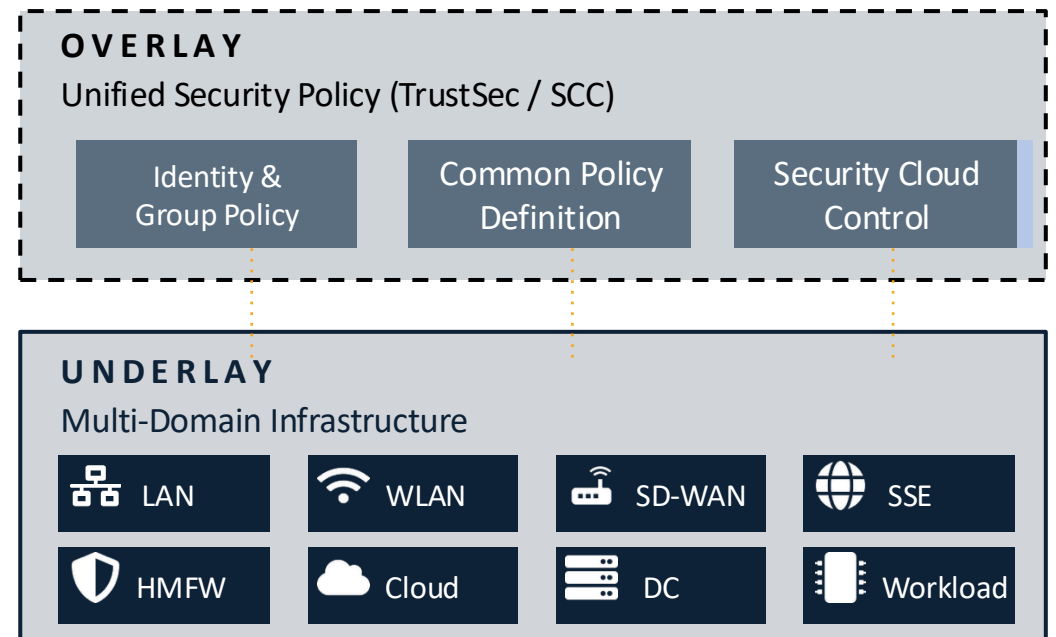 OVERLAY
Unified Security Policy (TrustSec / SCC)
Identity &
Group Policy
Common Policy
Definition
Security Cloud
Control
UNDERLAY
Multi-Domain Infrastructure
LAN
WLAN
SD-WAN
SSE
HMFW
Cloud
DC
Workload